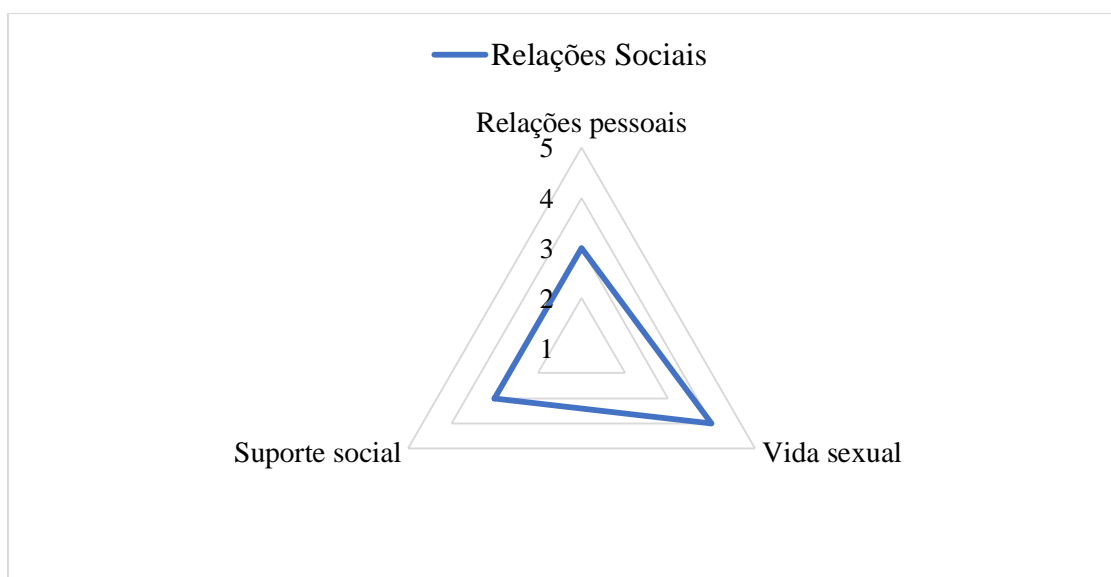 Relações Sociais
Relações pessoais
5
4
3
2
1
Suporte social
Vida sexual